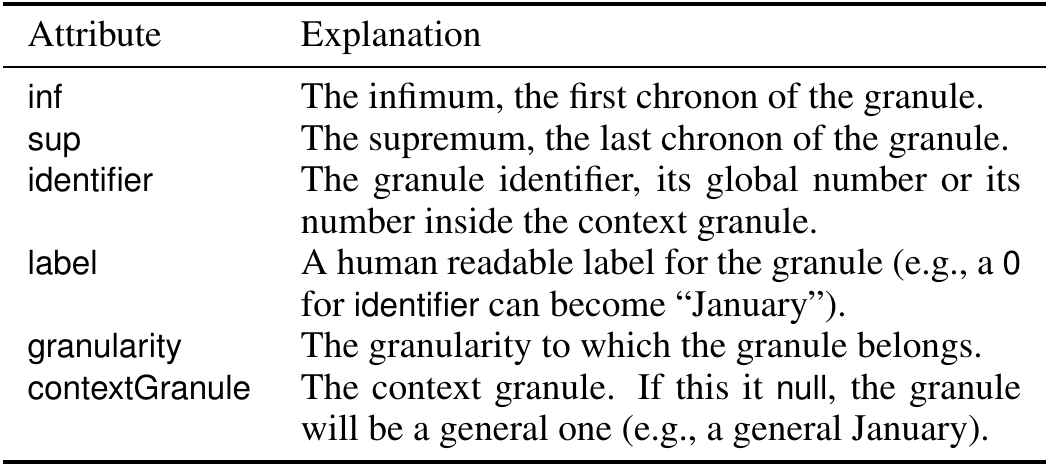 Attribute Explanation
inf The infimum, the first chronon of the granule.
sup The supremum, the last chronon of the granule.
identifier The granule identifier, its global number or its
number inside the context granule.
label A human readable label for the granule (e.g., a 0
for identifier can become “January”).
granularity The granularity to which the granule belongs.
contextGranule The context granule. If this it null, the granule
will be a general one (e.g., a general January).